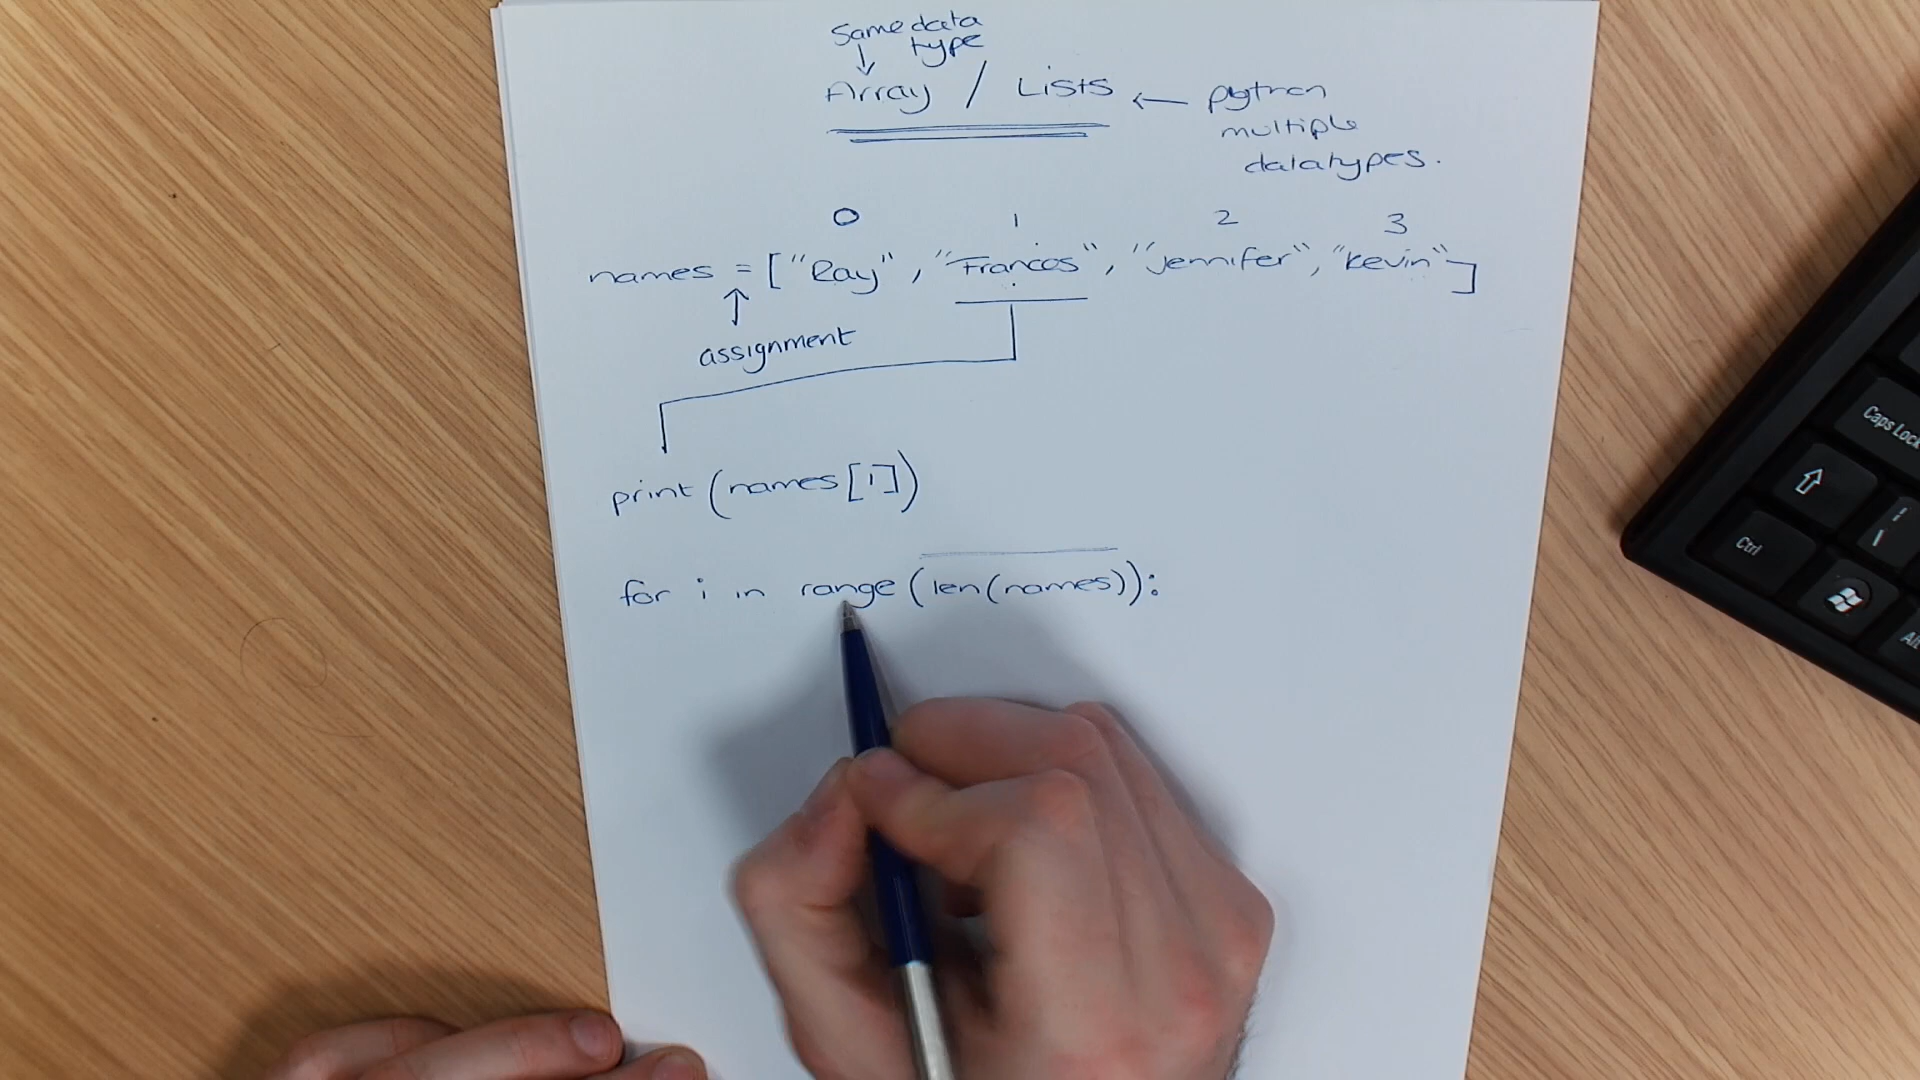 Same data
type
Array / Lists ← python
multiple
datatypes.
0 1 2 3
names = ["Ray", "Frances", "Jennifer", "Kevin"]
assignment
print (names [1])
for i in range (len(names)):
Caps Lock
Ctrl
Alt